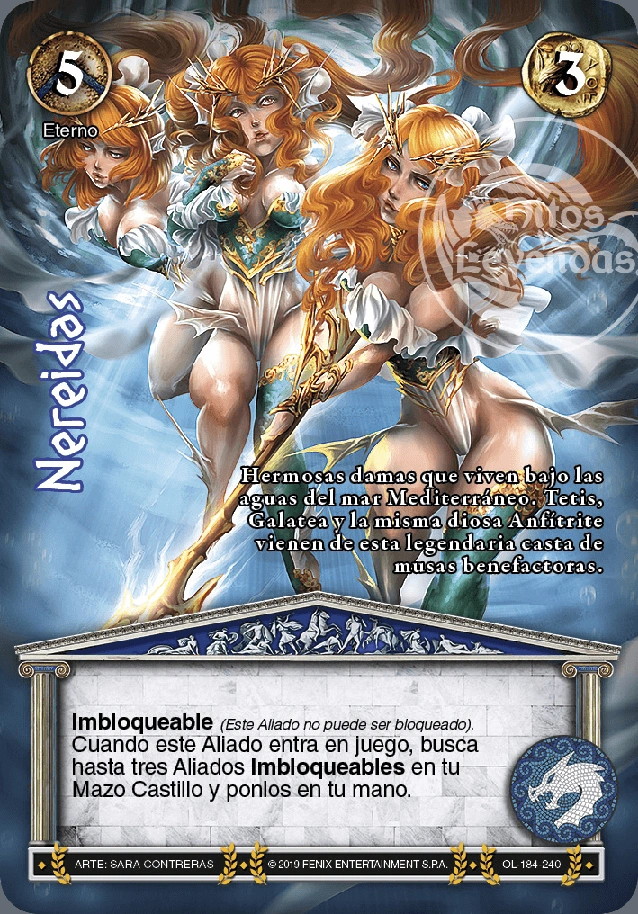 5
3
Eterno
Mitos
Leyendas
Nereidas
Hermosas damas que viven bajo las
aguas del mar Mediterráneo. Tetis,
Galatea y la misma diosa Anfítrite
vienen de esta legendaria casta de
musas benefactoras.
Imbloqueable (Este Aliado no puede ser bloqueado).
Cuando este Aliado entra en juego, busca
hasta tres Aliados Imbloqueables en tu
Mazo Castillo y ponlos en tu mano.
ARTE: SARA CONTRERAS
© 2019 FENIX ENTERTAINMENT S.P.A.
OL 184-240